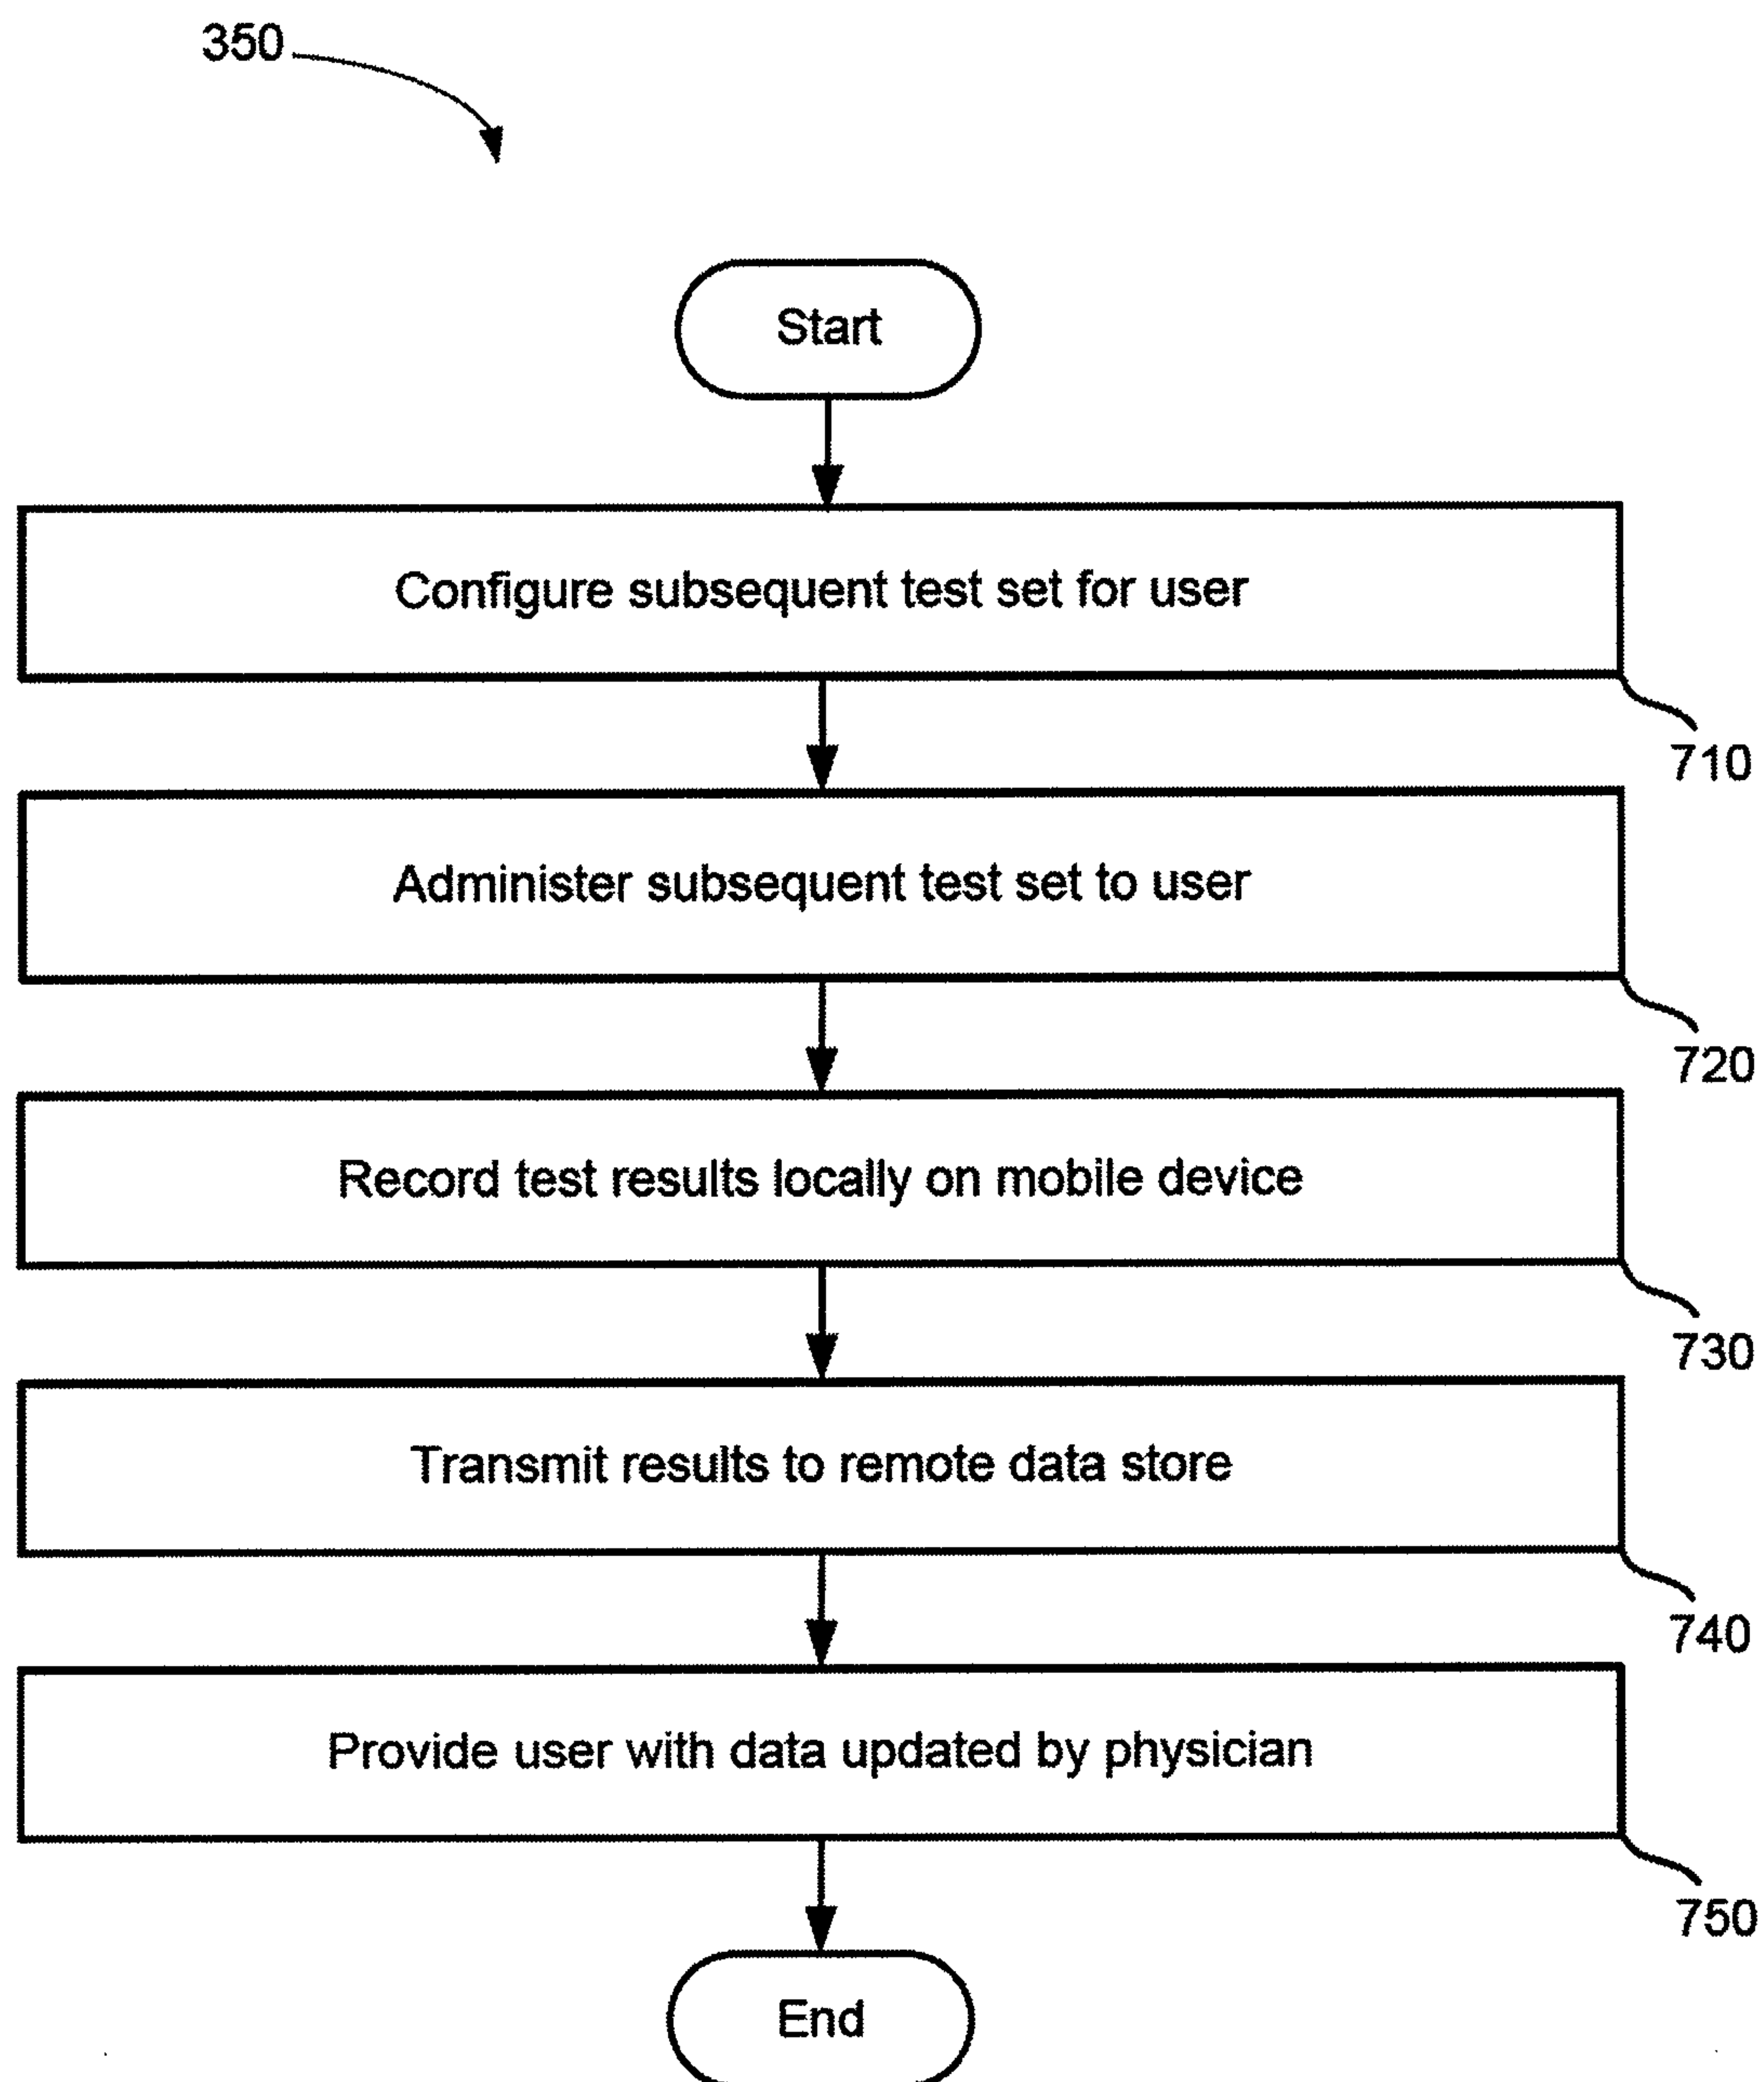 350
Start
Configure subsequent test set for user
710
Administer subsequent test set to user
720
Record test results locally on mobile device
730
Transmit results to remote data store
740
Provide user with data updated by physician
750
End